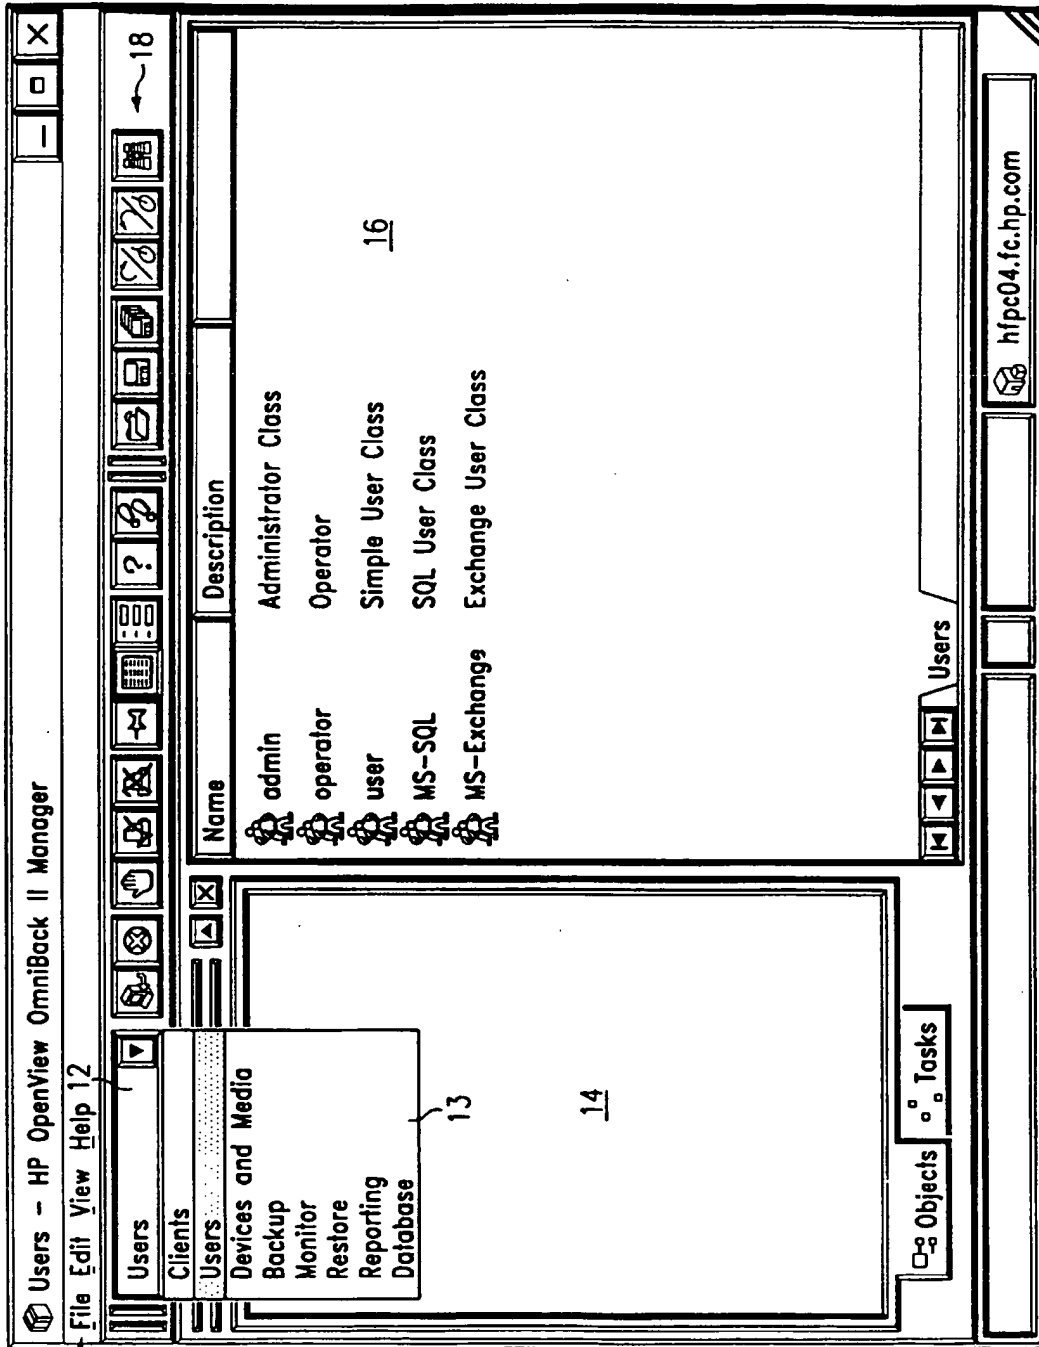 Users - HP OpenView OmniBack II Manager
File Edit View Help 12
Users
18
Clients
Users
Devices and Media
Backup
Monitor
Restore
Reporting
Database
13
14
Name Description
admin Administrator Class
operator Operator
user Simple User Class
MS-SQL SQL User Class
MS-Exchange Exchange User Class
16
Objects Tasks
Users
hfpc04.fc.hp.com